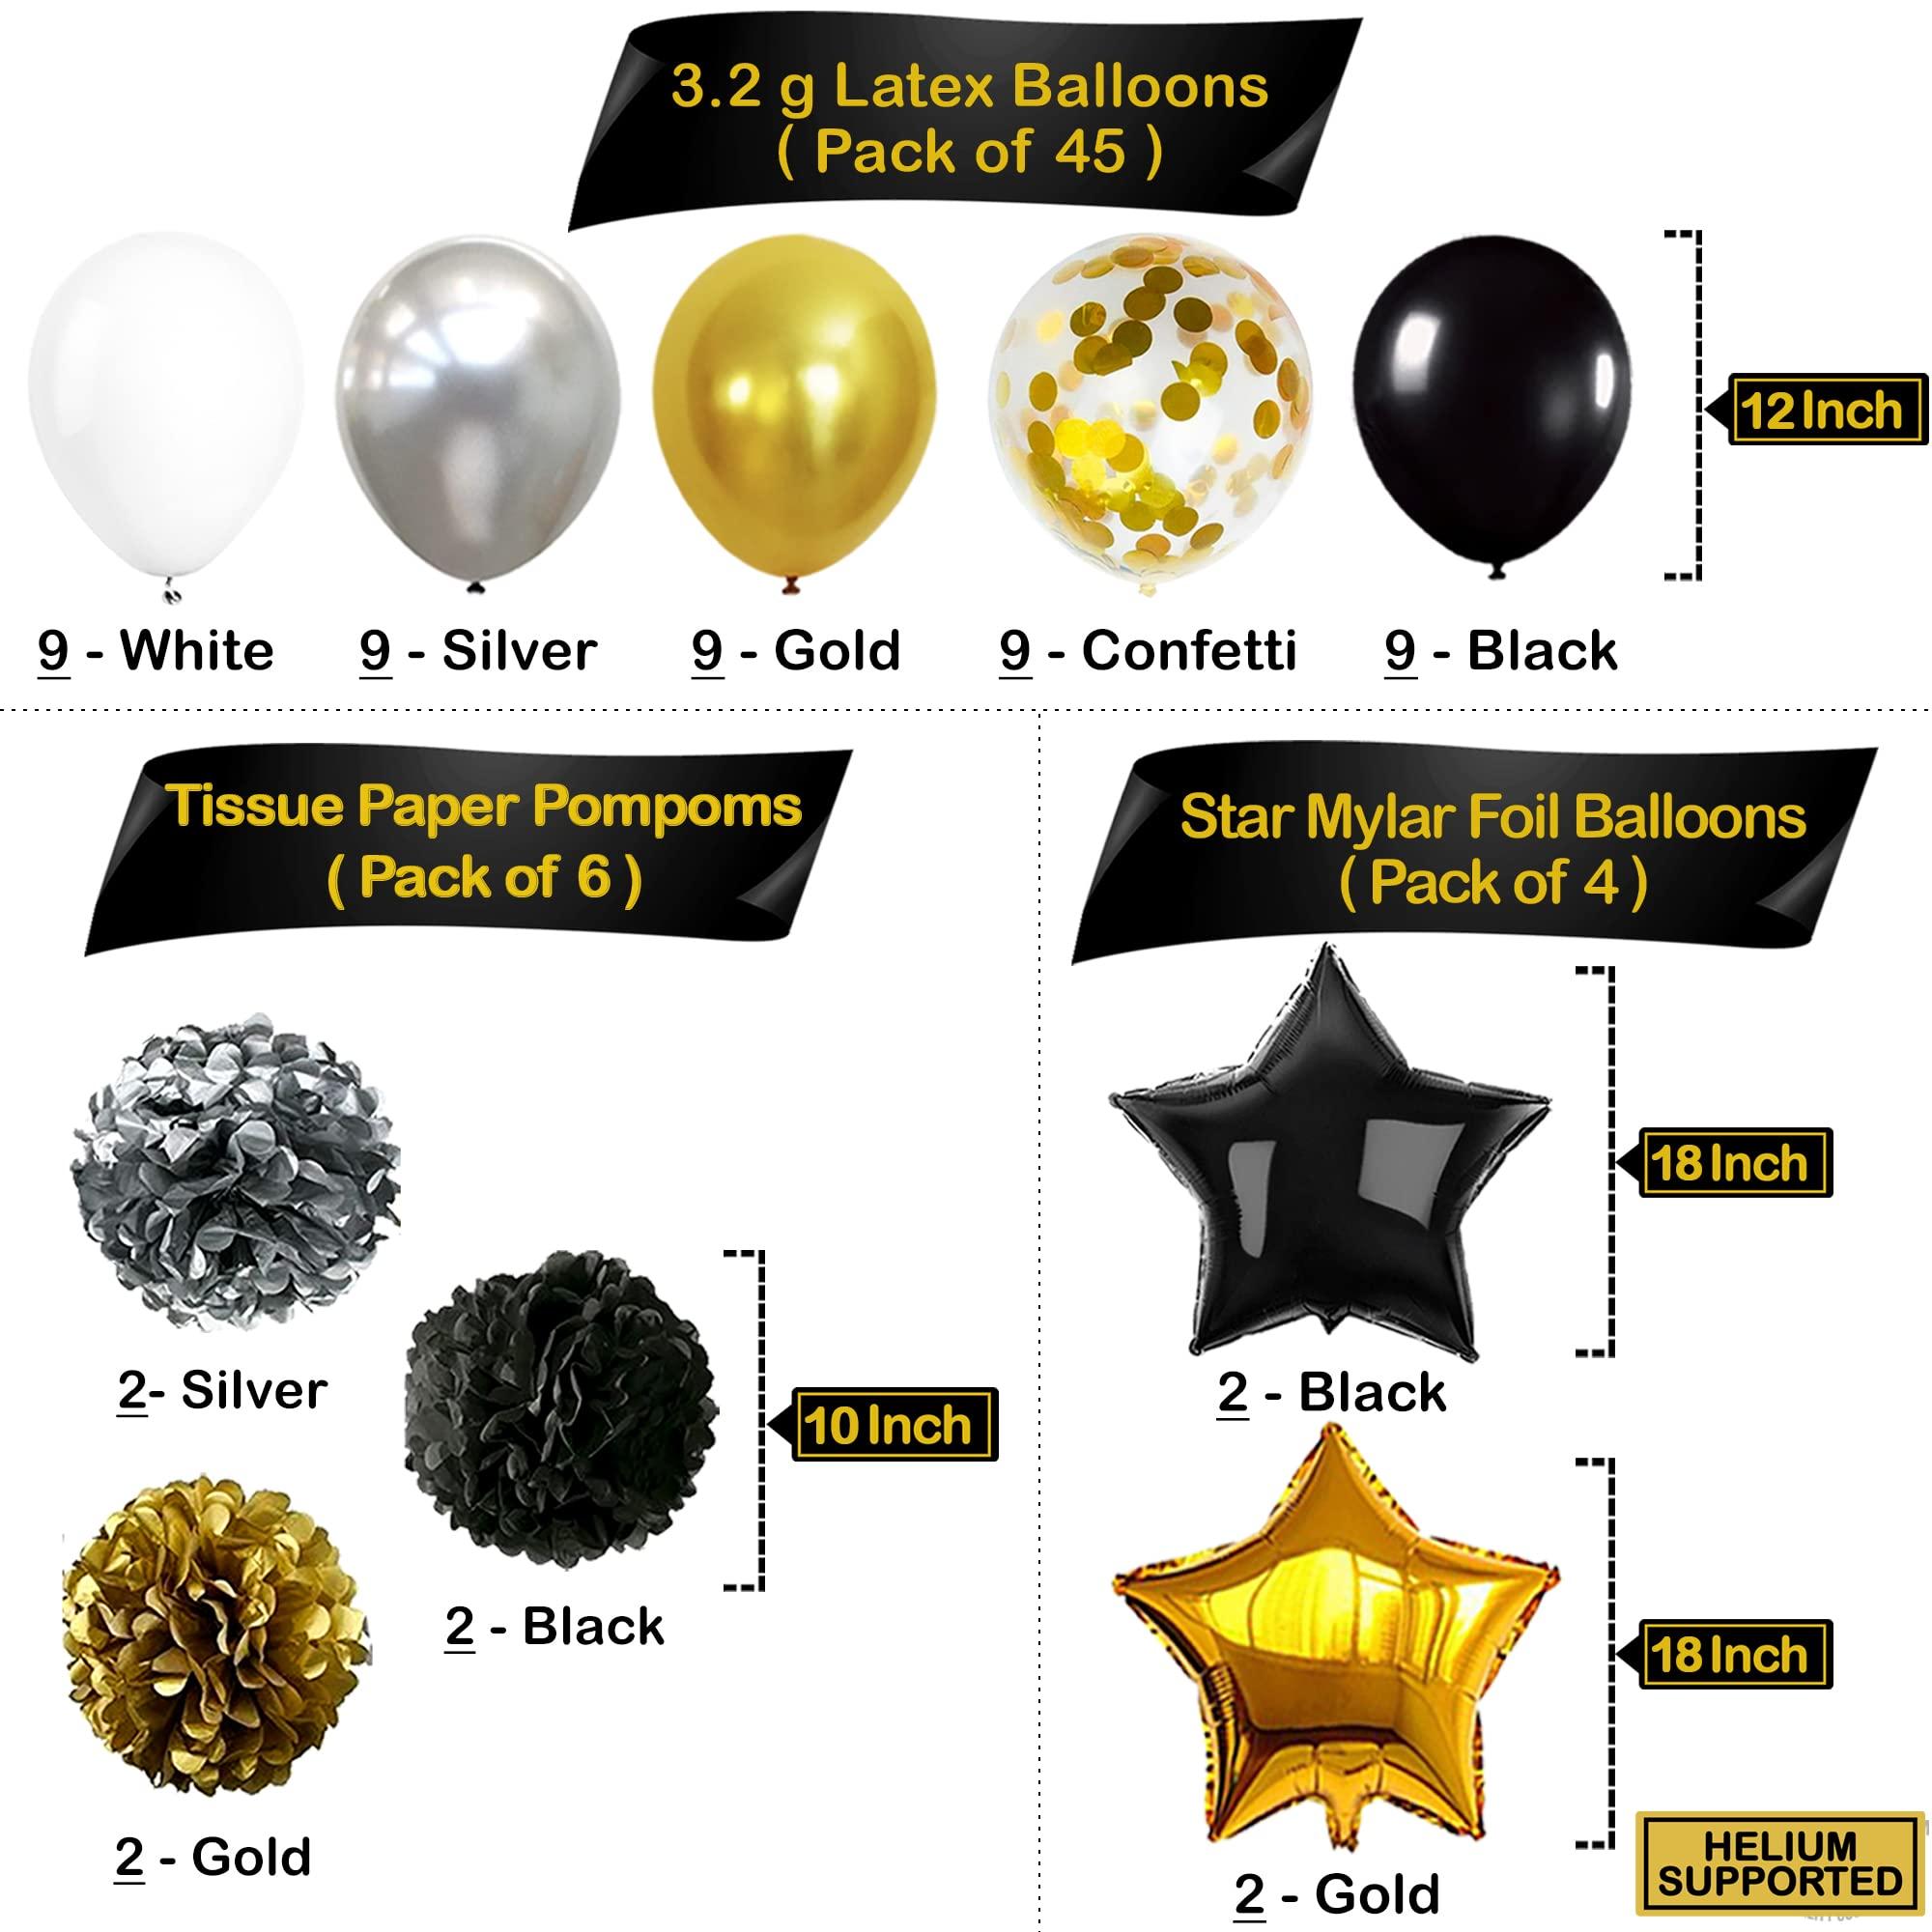 3.2 g Latex Balloons
( Pack of 45 )
12 Inch
9 - White
9 - Silver
9 - Gold
9 - Confetti
9 - Black
Tissue Paper Pompoms
( Pack of 6 )
2- Silver
10 Inch
2 - Black
2 - Gold
Star Mylar Foil Balloons
( Pack of 4 )
18 Inch
2 - Black
18 Inch
2 - Gold
HELIUM
SUPPORTED